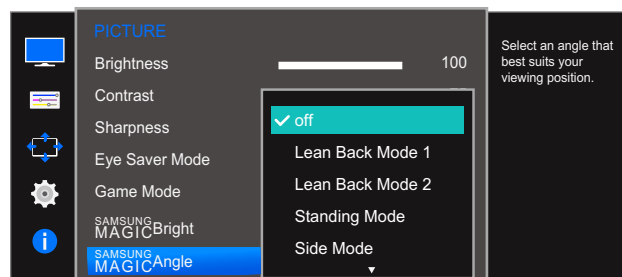 PICTURE
Brightness 100
Contrast
Sharpness
Eye Saver Mode
Game Mode
SAMSUNG
MAGICBright
SAMSUNG
MAGICAngle
off
Lean Back Mode 1
Lean Back Mode 2
Standing Mode
Side Mode
Select an angle that
best suits your
viewing position.